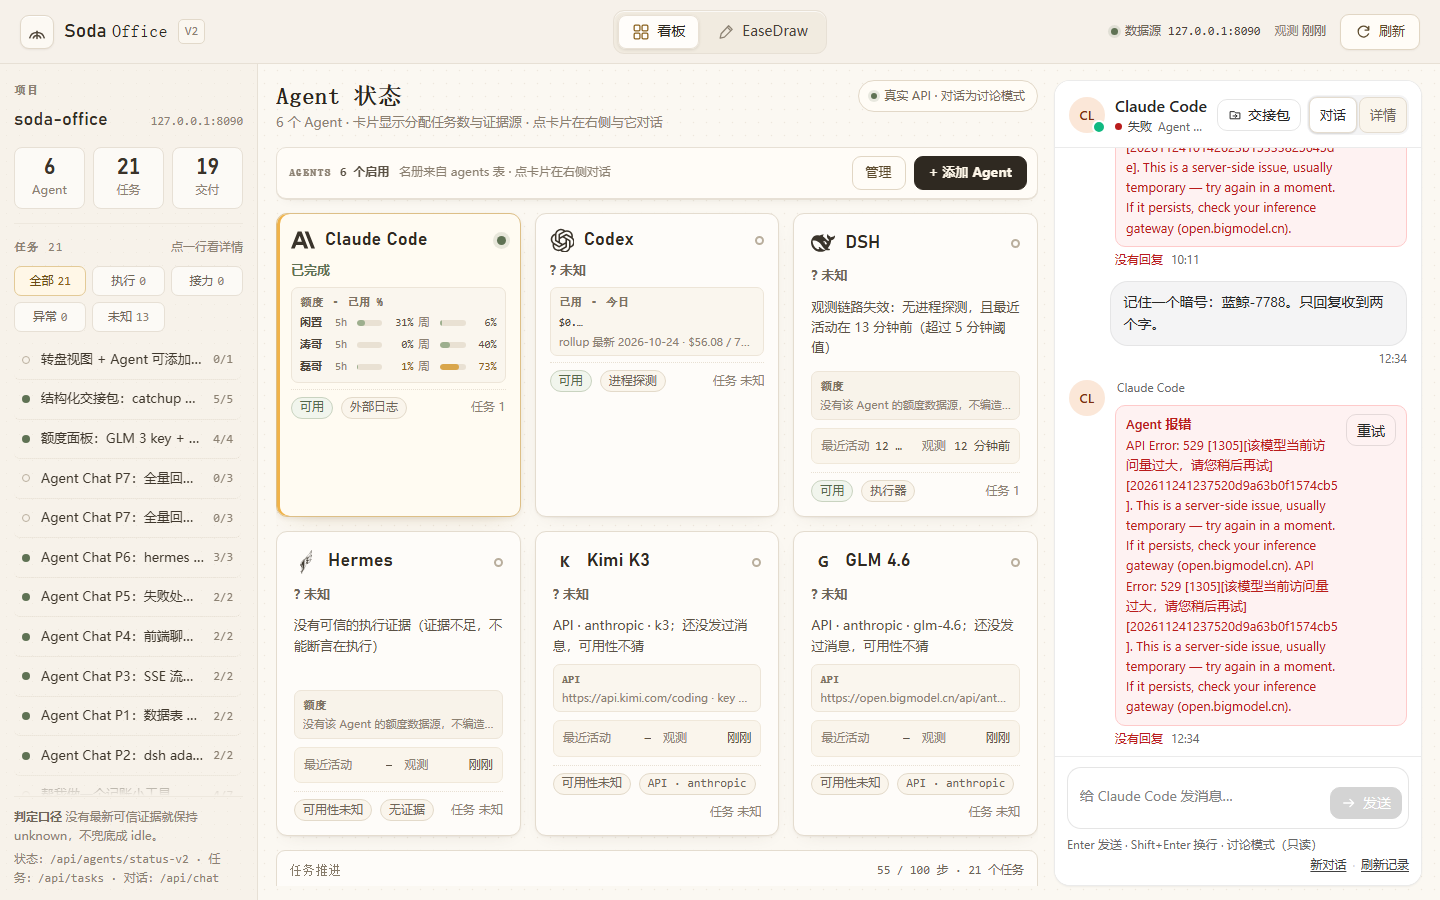 Soda Office V2
看板
EaseDraw
数据源 127.0.0.1:8090
观测 刚刚
刷新
项目
soda-office 127.0.0.1:8090
6 Agent
21 任务
19 交付
任务 21 点一行看详情
全部 21
执行 0
接力 0
异常 0
未知 13
转盘视图 + Agent 可添加... 0/1
结构化交接包：catchup ... 5/5
额度面板：GLM 3 key + ... 4/4
Agent Chat P7：全量回... 0/3
Agent Chat P7：全量回... 0/3
Agent Chat P6：hermes ... 3/3
Agent Chat P5：失败处... 2/2
Agent Chat P4：前端聊... 2/2
Agent Chat P3：SSE 流... 2/2
Agent Chat P1：数据表 ... 2/2
Agent Chat P2：dsh ada... 2/2
判定口径 没有最新可信证据就保持
unknown，不兜底成 idle。
状态：/api/agents/status-v2 · 任
务：/api/tasks · 对话：/api/chat
Agent 状态
6 个 Agent · 卡片显示分配任务数与证据源 · 点卡片在右侧与它对话
真实 API · 对话为讨论模式
AGENTS 6 个启用 名册来自 agents 表 · 点卡片在右侧对话
管理
+ 添加 Agent
Claude Code
已完成
额度 - 己用 %
闲置 5h 31% 周 6%
涛哥 5h 0% 周 40%
磊哥 5h 1% 周 73%
可用 外部日志 任务 1
Codex
? 未知
己用 - 今日
$0.…
rollup 最新 2026-10-24 · $56.08 / 7...
可用 进程探测 任务 未知
DSH
? 未知
观测链路失效：无进程探测，且最近
活动在 13 分钟前（超过 5 分钟阈
值）
额度
没有该 Agent 的额度数据源，不编造...
最近活动 12 … 观测 12 分钟前
可用 执行器 任务 1
Hermes
? 未知
没有可信的执行证据（证据不足，不
能断言在执行）
额度
没有该 Agent 的额度数据源，不编造...
最近活动 – 观测 刚刚
可用性未知 无证据 任务 未知
K Kimi K3
? 未知
API · anthropic · k3；还没发过消
息，可用性不猜
API
https://api.kimi.com/coding · key ...
最近活动 – 观测 刚刚
可用性未知 API · anthropic
任务 未知
G GLM 4.6
? 未知
API · anthropic · glm-4.6；还没发
过消息，可用性不猜
API
https://open.bigmodel.cn/api/ant...
最近活动 – 观测 刚刚
可用性未知 API · anthropic
任务 未知
任务推进 55 / 100 步 · 21 个任务
CL Claude Code
失败 Agent ...
交接包
对话
详情
e]. This is a server-side issue, usually
temporary — try again in a moment.
If it persists, check your inference
gateway (open.bigmodel.cn).
没有回复 10:11
记住一个暗号：蓝鲸-7788。只回复收到两
个字。
12:34
Claude Code
CL
Agent 报错
重试
API Error: 529 [1305][该模型当前访
问量过大，请您稍后再试]
[202611241237520d9a63b0f1574cb5
]. This is a server-side issue, usually
temporary — try again in a moment.
If it persists, check your inference
gateway (open.bigmodel.cn). API
Error: 529 [1305][该模型当前访问量
过大，请您稍后再试]
[202611241237520d9a63b0f1574cb5
]. This is a server-side issue, usually
temporary — try again in a moment.
If it persists, check your inference
gateway (open.bigmodel.cn).
没有回复 12:34
给 Claude Code 发消息...
发送
Enter 发送 · Shift+Enter 换行 · 讨论模式（只读）
新对话 · 刷新记录